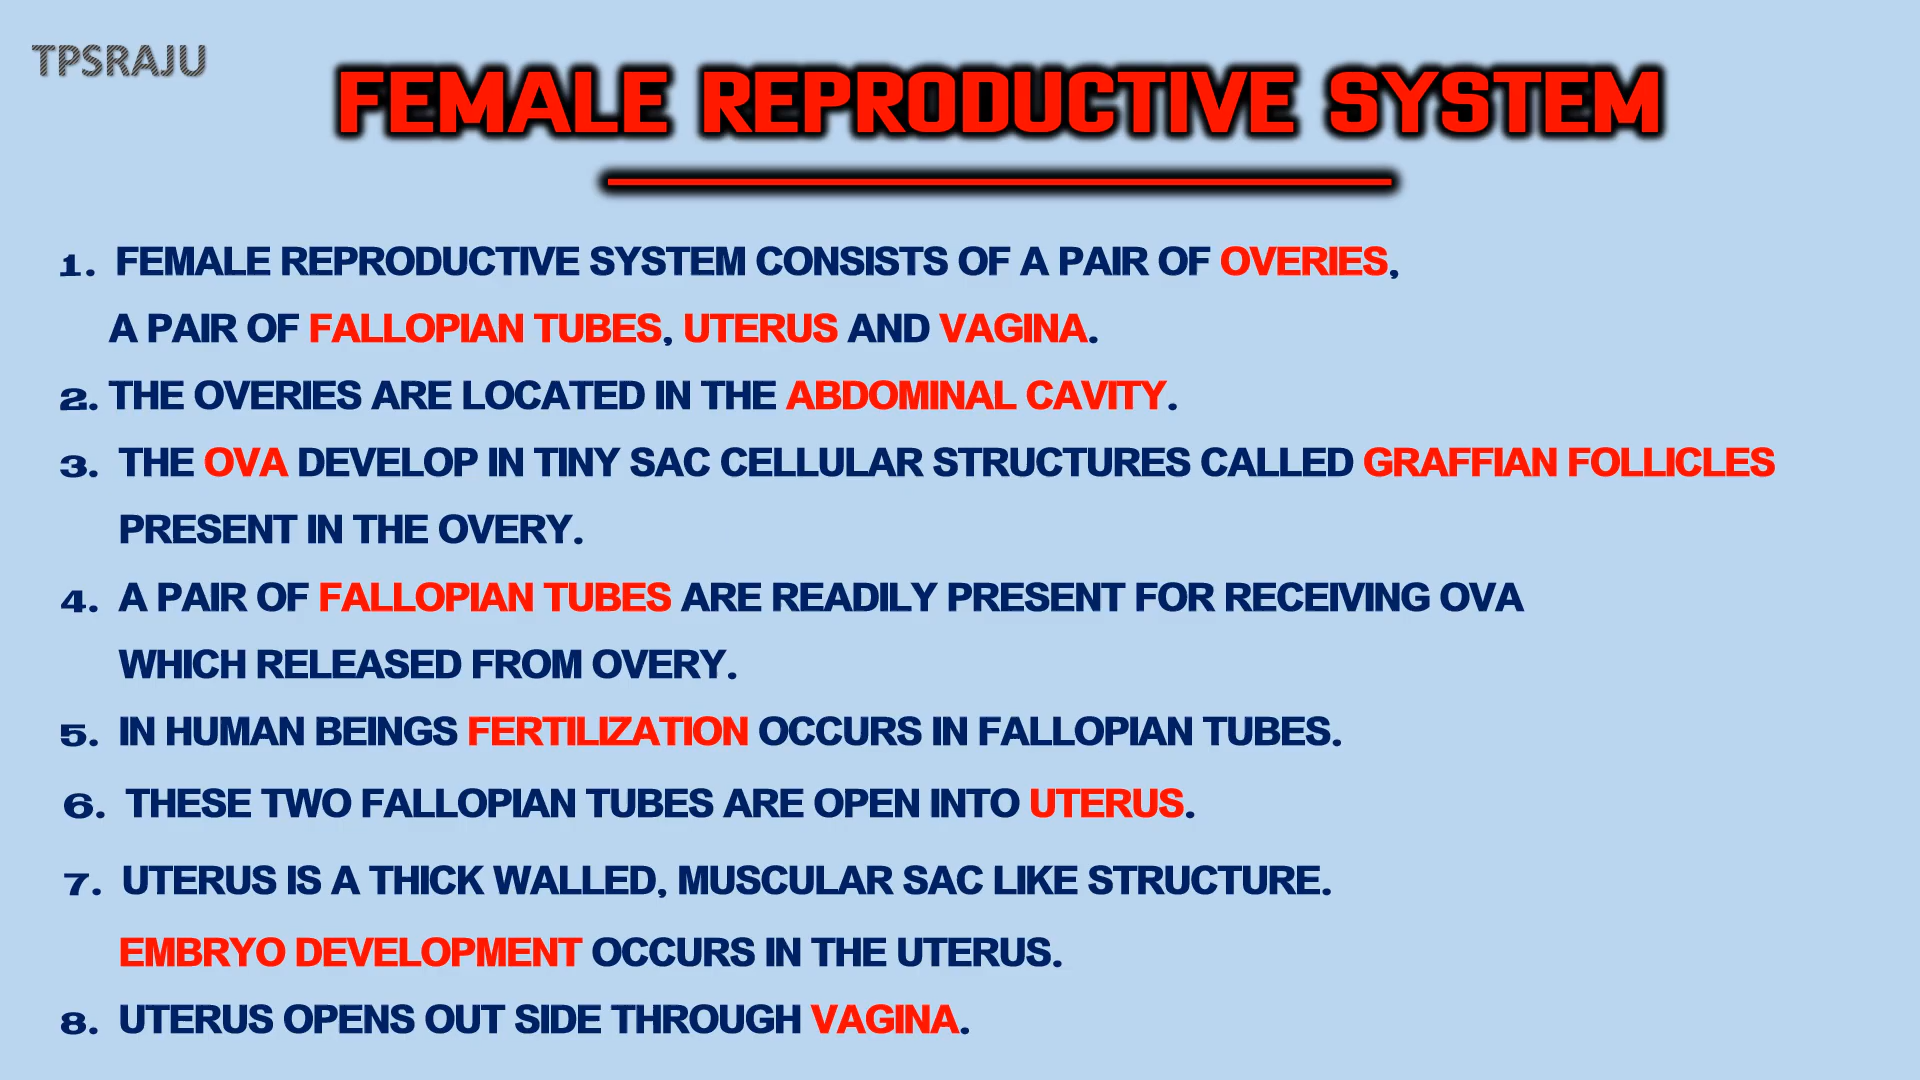 TPSRAJU
FEMALE REPRODUCTIVE SYSTEM
1. FEMALE REPRODUCTIVE SYSTEM CONSISTS OF A PAIR OF OVERIES,
A PAIR OF FALLOPIAN TUBES, UTERUS AND VAGINA.
2. THE OVERIES ARE LOCATED IN THE ABDOMINAL CAVITY.
3. THE OVA DEVELOP IN TINY SAC CELLULAR STRUCTURES CALLED GRAFFIAN FOLLICLES
PRESENT IN THE OVERY.
4. A PAIR OF FALLOPIAN TUBES ARE READILY PRESENT FOR RECEIVING OVA
WHICH RELEASED FROM OVERY.
5. IN HUMAN BEINGS FERTILIZATION OCCURS IN FALLOPIAN TUBES.
6. THESE TWO FALLOPIAN TUBES ARE OPEN INTO UTERUS.
7. UTERUS IS A THICK WALLED, MUSCULAR SAC LIKE STRUCTURE.
EMBRYO DEVELOPMENT OCCURS IN THE UTERUS.
8. UTERUS OPENS OUT SIDE THROUGH VAGINA.